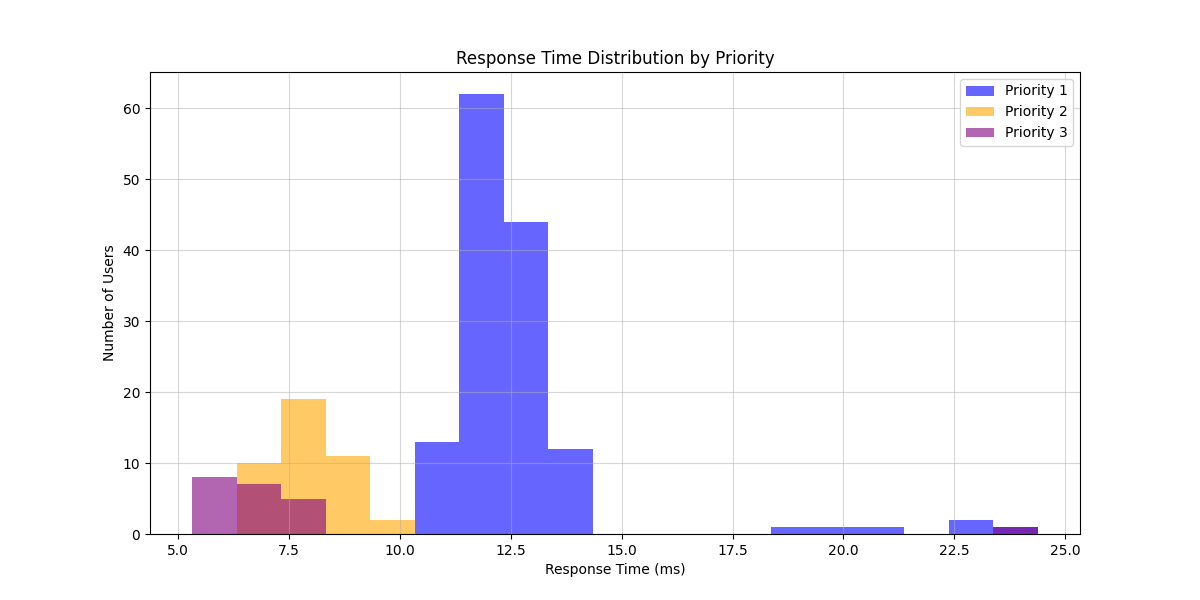 Response Time Distribution by Priority
Priority 1
Priority 2
Priority 3
Number of Users
60
50
40
30
20
10
0
5.0 7.5 10.0 12.5 15.0 17.5 20.0 22.5 25.0
Response Time (ms)